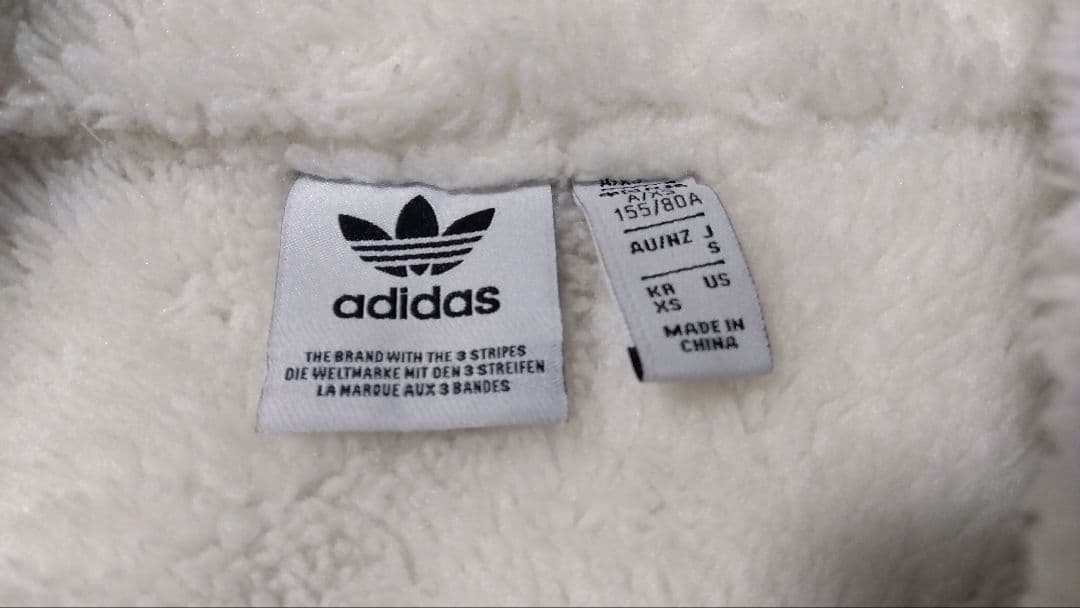 adidas
THE BRAND WITH THE 3 STRIPES
DIE WELTMARKE MIT DEN 3 STREIFEN
LA MARQUE AUX 3 BANDES
A/XS
155/80A
AU/NZ J
S
KR US
XS
MADE IN
CHINA